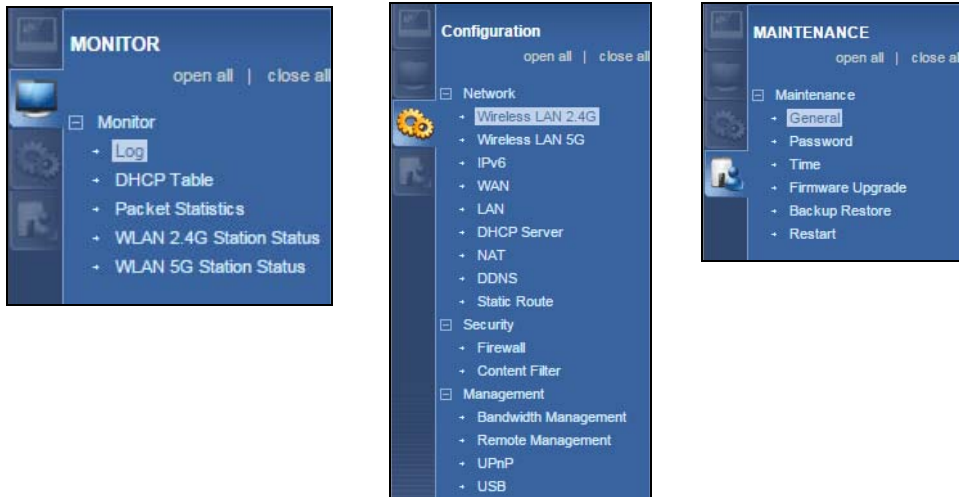 MONITOR
open all | close all
Monitor
Log
DHCP Table
Packet Statistics
WLAN 2.4G Station Status
WLAN 5G Station Status
Configuration
open all | close all
Network
Wireless LAN 2.4G
Wireless LAN 5G
IPv6
WAN
LAN
DHCP Server
NAT
DDNS
Static Route
Security
Firewall
Content Filter
Management
Bandwidth Management
Remote Management
UPnP
USB
MAINTENANCE
open all | close al
Maintenance
General
Password
Time
Firmware Upgrade
Backup Restore
Restart